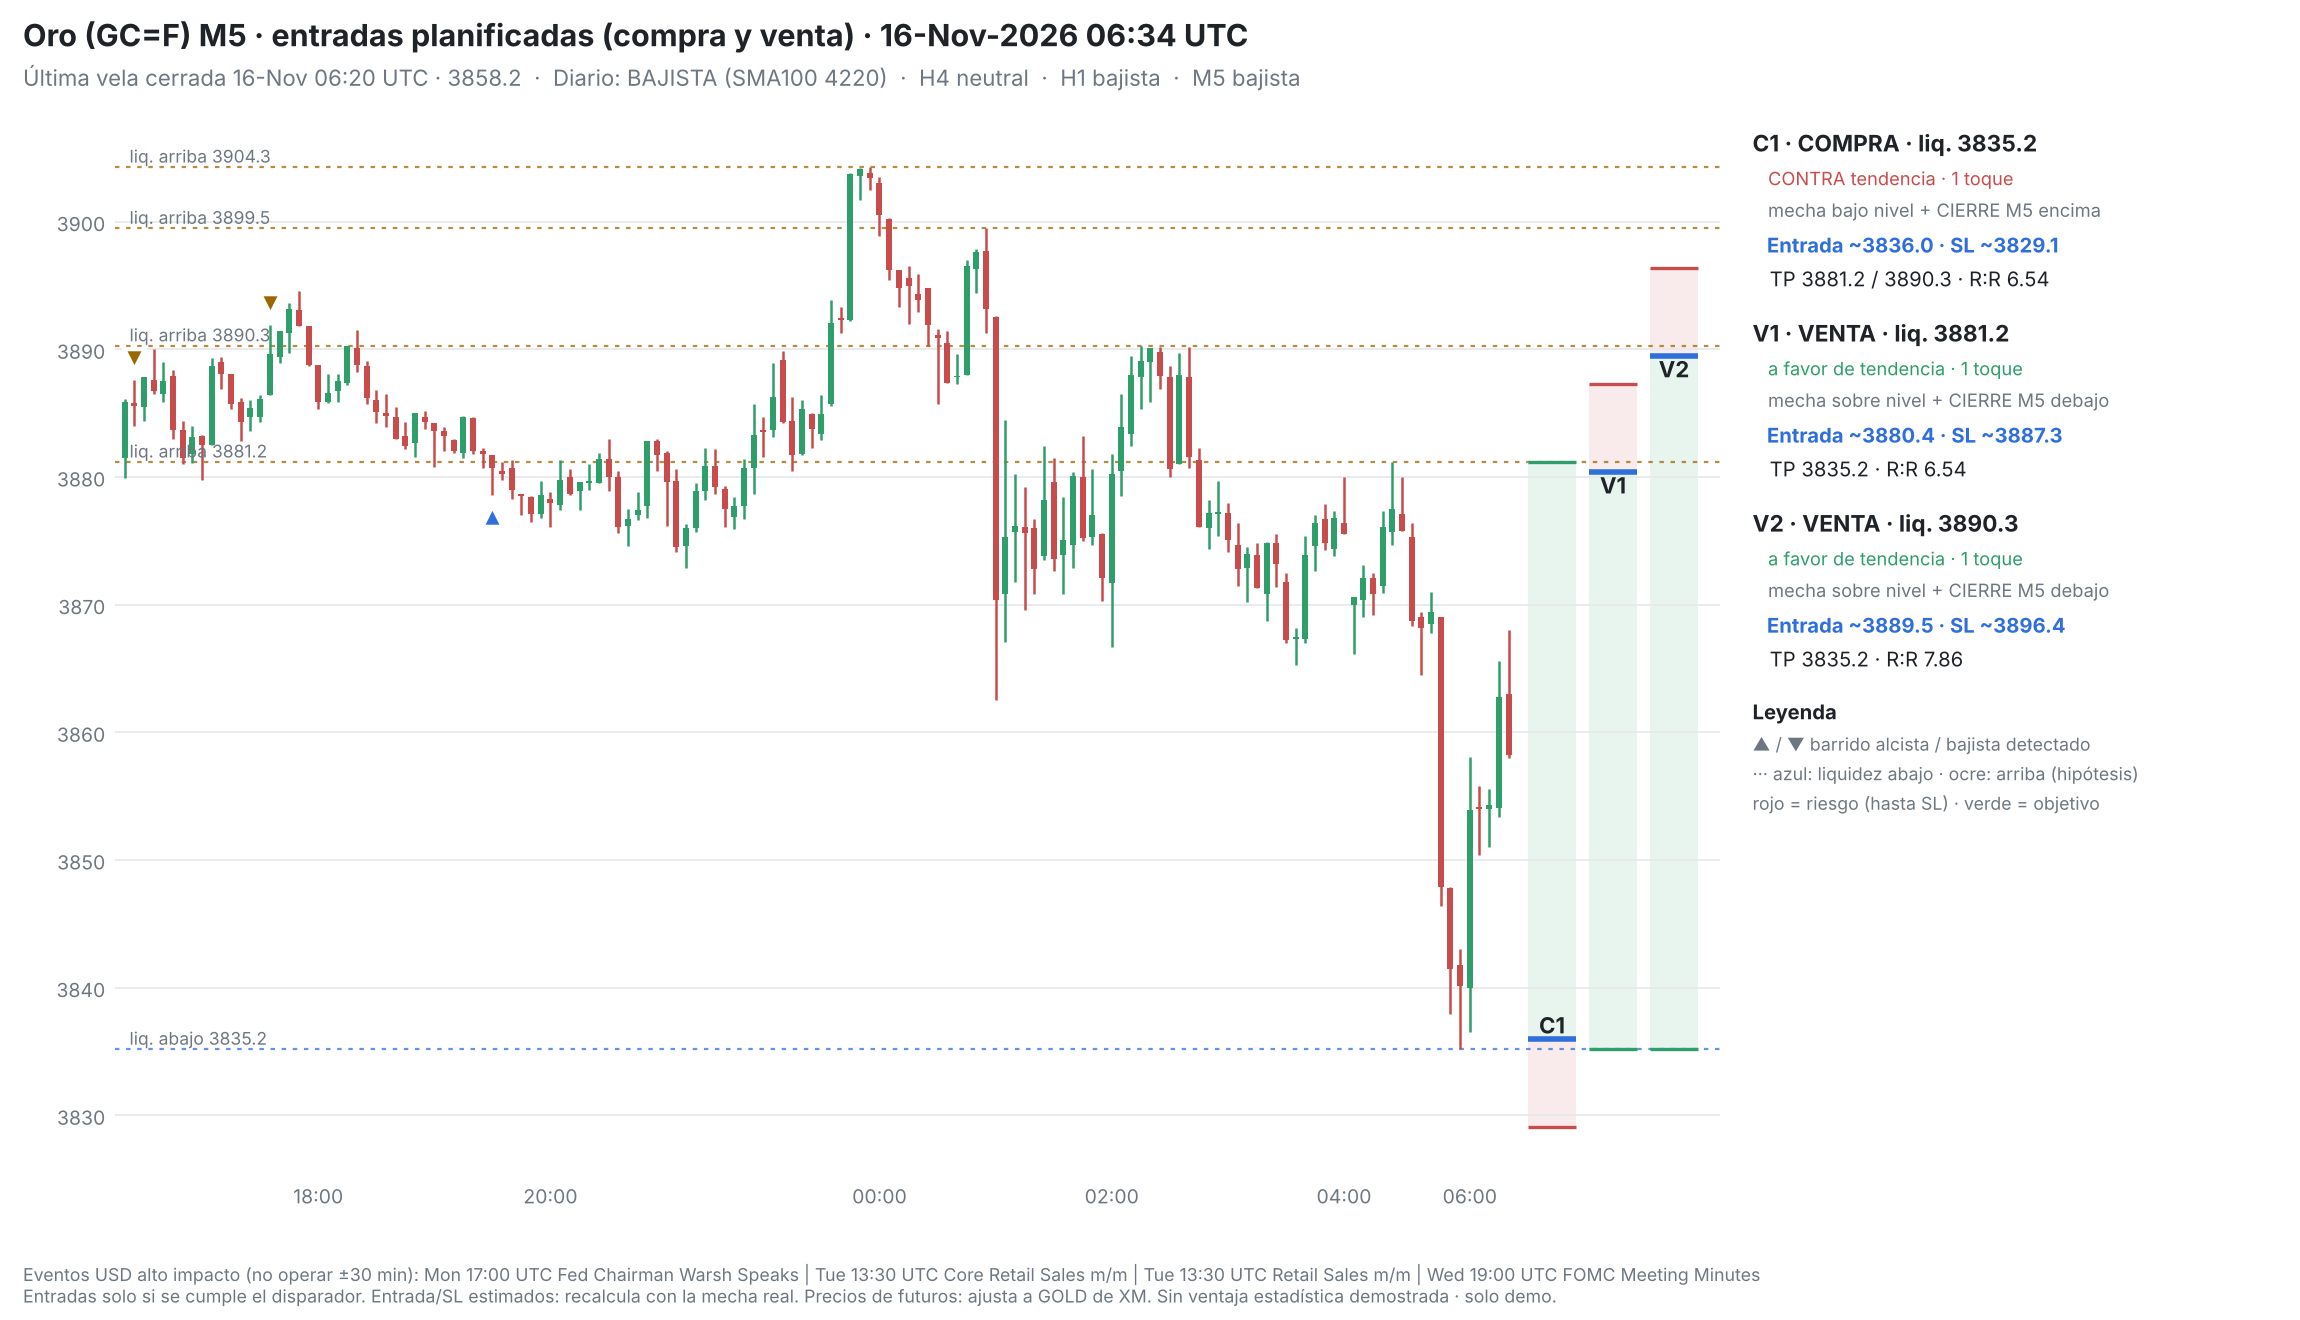 Oro (GC=F) M5 · entradas planificadas (compra y venta) · 16-Nov-2026 06:34 UTC
Última vela cerrada 16-Nov 06:20 UTC · 3858.2 · Diario: BAJISTA (SMA100 4220) · H4 neutral · H1 bajista · M5 bajista
liq. arriba 3904.3
liq. arriba 3899.5
liq. arriba 3890.3
liq. arriba 3881.2
liq. abajo 3835.2
3900
3890
3880
3870
3860
3850
3840
3830
18:00
20:00
00:00
02:00
04:00
06:00
C1
V1
V2
C1 · COMPRA · liq. 3835.2
CONTRA tendencia · 1 toque
mecha bajo nivel + CIERRE M5 encima
Entrada ~3836.0 · SL ~3829.1
TP 3881.2 / 3890.3 · R:R 6.54
V1 · VENTA · liq. 3881.2
a favor de tendencia · 1 toque
mecha sobre nivel + CIERRE M5 debajo
Entrada ~3880.4 · SL ~3887.3
TP 3835.2 · R:R 6.54
V2 · VENTA · liq. 3890.3
a favor de tendencia · 1 toque
mecha sobre nivel + CIERRE M5 debajo
Entrada ~3889.5 · SL ~3896.4
TP 3835.2 · R:R 7.86
Leyenda
▲ / ▼ barrido alcista / bajista detectado
··· azul: liquidez abajo · ocre: arriba (hipótesis)
rojo = riesgo (hasta SL) · verde = objetivo
Eventos USD alto impacto (no operar ±30 min): Mon 17:00 UTC Fed Chairman Warsh Speaks | Tue 13:30 UTC Core Retail Sales m/m | Tue 13:30 UTC Retail Sales m/m | Wed 19:00 UTC FOMC Meeting Minutes
Entradas solo si se cumple el disparador. Entrada/SL estimados: recalcula con la mecha real. Precios de futuros: ajusta a GOLD de XM. Sin ventaja estadística demostrada · solo demo.